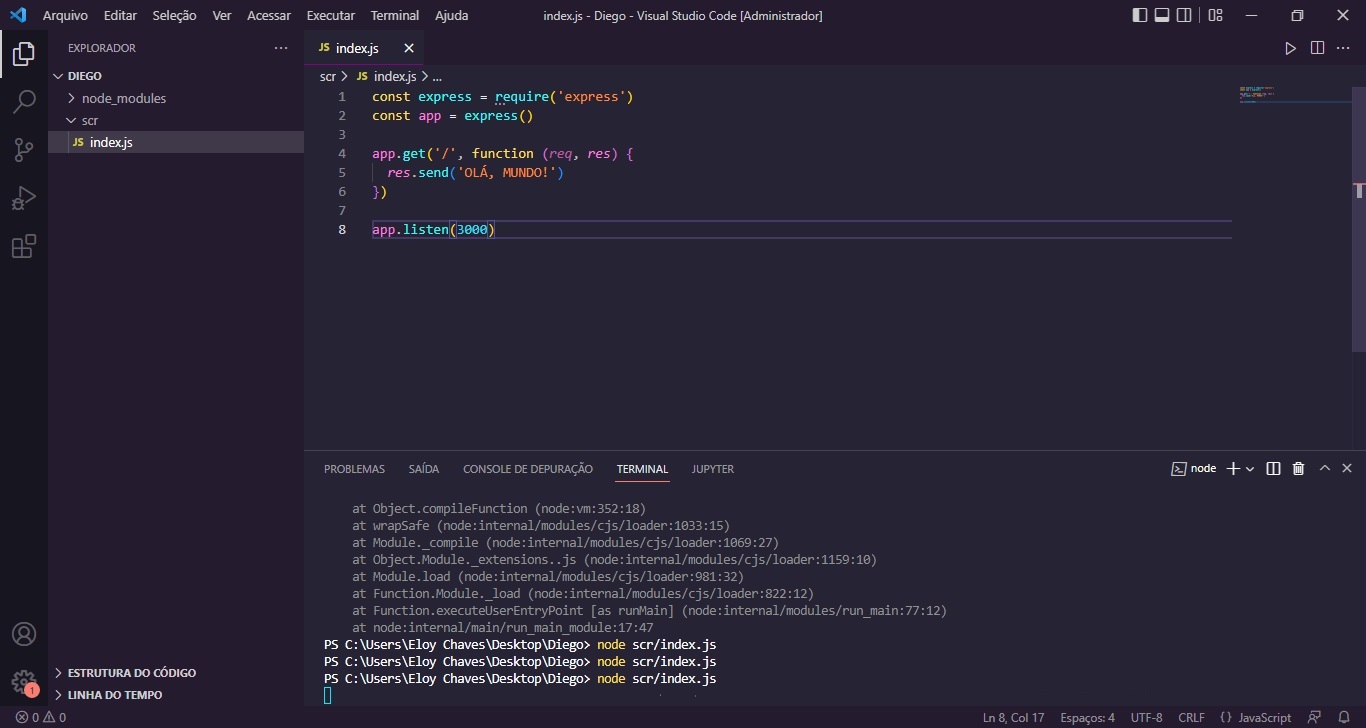 Arquivo Editar Seleção Ver Acessar Executar Terminal Ajuda index.js - Diego - Visual Studio Code [Administrador]
EXPLORADOR
DIEGO
node_modules
scr
JS index.js
ESTRUTURA DO CÓDIGO
LINHA DO TEMPO
1
JS index.js
scr > JS index.js > ...
1 const express = require('express')
2 const app = express()
3
4 app.get('/', function (req, res) {
5 res.send('OLÁ, MUNDO!')
6 })
7
8 app.listen(3000)
PROBLEMAS SAÍDA CONSOLE DE DEPURAÇÃO TERMINAL JUPYTER node
at Object.compileFunction (node:vm:352:18)
at wrapSafe (node:internal/modules/cjs/loader:1033:15)
at Module._compile (node:internal/modules/cjs/loader:1069:27)
at Object.Module._extensions..js (node:internal/modules/cjs/loader:1159:10)
at Module.load (node:internal/modules/cjs/loader:981:32)
at Function.Module._load (node:internal/modules/cjs/loader:822:12)
at Function.executeUserEntryPoint [as runMain] (node:internal/modules/run_main:77:12)
at node:internal/main/run_main_module:17:47
PS C:\Users\Eloy Chaves\Desktop\Diego> node scr/index.js
PS C:\Users\Eloy Chaves\Desktop\Diego> node scr/index.js
PS C:\Users\Eloy Chaves\Desktop\Diego> node scr/index.js
0 0 Ln 8, Col 17 Espaços: 4 UTF-8 CRLF {} JavaScript